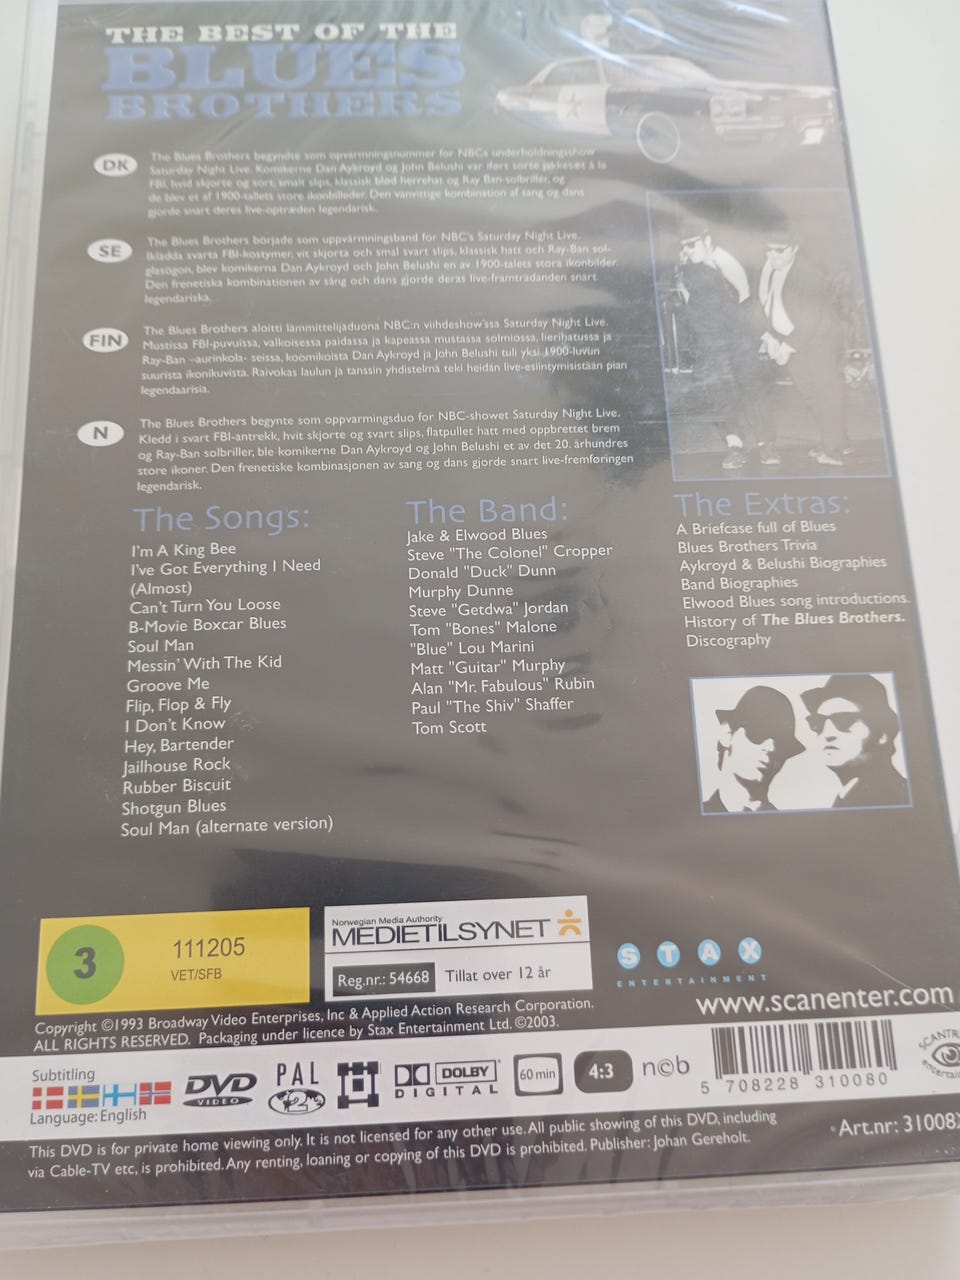 THE BEST OF THE
BLUES
BROTHERS
DK
The Blues Brothers begyndte som opvarmningsnummer for NBCs underholdningsshow
Saturday Night Live. Komikerne Dan Aykroyd og John Belushi var iført sorte jakkesæt à la
FBI, hvid skjorte og sort, smalt slips, klassisk blød herrehat og Ray Ban-solbriller, og
de blev et af 1900-tallets store ikonbilleder. Den vanvittige kombination af sang og dans
gjorde snart deres live-optræden legendarisk.
SE
The Blues Brothers började som uppvärmningsband för NBC's Saturday Night Live.
Iklädda svarta FBI-kostymer, vit skjorta och smal svart slips, klassisk hatt och Ray-Ban sol-
glasögon, blev komikerna Dan Aykroyd och John Belushi en av 1900-talets stora ikonbilder.
Den frenetiska kombinationen av sång och dans gjorde deras live-framträdanden snart
legendariska.
FIN
The Blues Brothers aloitti lämmittelijäduona NBC:n viihdeshow'ssa Saturday Night Live.
Mustissa FBI-puvuissa, valkoisessa paidassa ja kapeassa mustassa solmiossa, lierihatussa ja
Ray-Ban –aurinkola- seissa, koomikoista Dan Aykroyd ja John Belushi tuli yksi 1900-luvun
suurista ikonikuvista. Raivokas laulun ja tanssin yhdistelmä teki heidän live-esiintymisistään pian
legendaarisia.
N
The Blues Brothers begynte som oppvarmingsduo for NBC-showet Saturday Night Live.
Kledd i svart FBI-antrekk, hvit skjorte og svart slips, flatpullet hatt med oppbrettet brem
og Ray-Ban solbriller, ble komikerne Dan Aykroyd og John Belushi et av det 20. århundres
store ikoner. Den frenetiske kombinasjonen av sang og dans gjorde snart live-fremføringen
legendarisk.
The Songs:
I'm A King Bee
I've Got Everything I Need
(Almost)
Can't Turn You Loose
B-Movie Boxcar Blues
Soul Man
Messin' With The Kid
Groove Me
Flip, Flop & Fly
I Don't Know
Hey, Bartender
Jailhouse Rock
Rubber Biscuit
Shotgun Blues
Soul Man (alternate version)
The Band:
Jake & Elwood Blues
Steve "The Colonel" Cropper
Donald "Duck" Dunn
Murphy Dunne
Steve "Getdwa" Jordan
Tom "Bones" Malone
"Blue" Lou Marini
Matt "Guitar" Murphy
Alan "Mr. Fabulous" Rubin
Paul "The Shiv" Shaffer
Tom Scott
The Extras:
A Briefcase full of Blues
Blues Brothers Trivia
Aykroyd & Belushi Biographies
Band Biographies
Elwood Blues song introductions.
History of The Blues Brothers.
Discography
3
111205
VET/SFB
Norwegian Media Authority
MEDIETILSYNET
Reg.nr.: 54668 Tillat over 12 år
STAX
ENTERTAINMENT
www.scanenter.com
Copyright ©1993 Broadway Video Enterprises, Inc & Applied Action Research Corporation.
ALL RIGHTS RESERVED. Packaging under licence by Stax Entertainment Ltd. ©2003.
Subtitling
Language: English
DVD
VIDEO
PAL
2
DOLBY
DIGITAL
60 min
4:3
n©b
5 708228 310080
This DVD is for private home viewing only. It is not licensed for any other use. All public showing of this DVD, including
via Cable-TV etc, is prohibited. Any renting, loaning or copying of this DVD is prohibited. Publisher: Johan Gereholt.
Art.nr: 31008